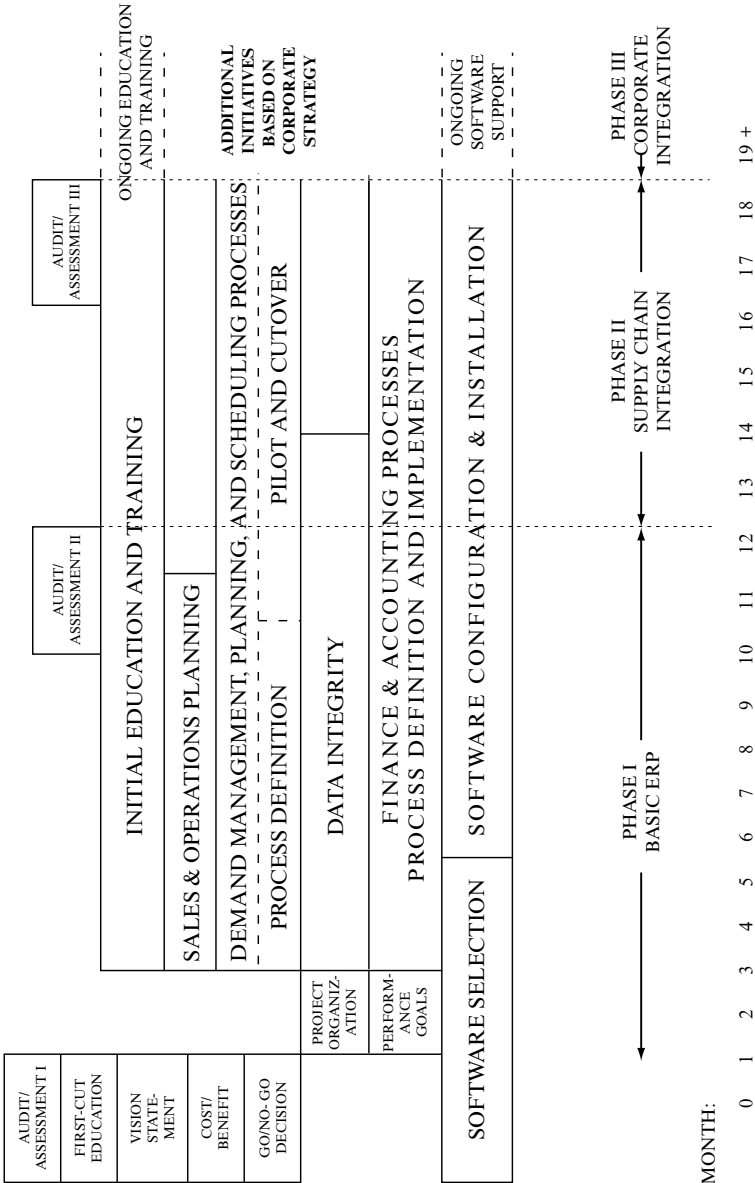 AUDIT/
ASSESSMENT I
FIRST-CUT
EDUCATION
VISION
STATE-
MENT
COST/
BENEFIT
GO/NO- GO
DECISION
PROJECT
ORGANIZ-
ATION
PERFORM-
ANCE
GOALS
SOFTWARE SELECTION
AUDIT/
ASSESSMENT II
AUDIT/
ASSESSMENT III
INITIAL EDUCATION AND TRAINING
ONGOING EDUCATION
AND TRAINING
SALES & OPERATIONS PLANNING
DEMAND MANAGEMENT, PLANNING, AND SCHEDULING PROCESSES
PROCESS DEFINITION
PILOT AND CUTOVER
ADDITIONAL
INITIATIVES
BASED ON
CORPORATE
STRATEGY
DATA INTEGRITY
FINANCE & ACCOUNTING PROCESSES
PROCESS DEFINITION AND IMPLEMENTATION
SOFTWARE CONFIGURATION & INSTALLATION
ONGOING
SOFTWARE
SUPPORT
PHASE I
BASIC ERP
PHASE II
SUPPLY CHAIN
INTEGRATION
PHASE III
CORPORATE
INTEGRATION
MONTH:
0 1 2 3 4 5 6 7 8 9 10 11 12 13 14 15 16 17 18 19 +